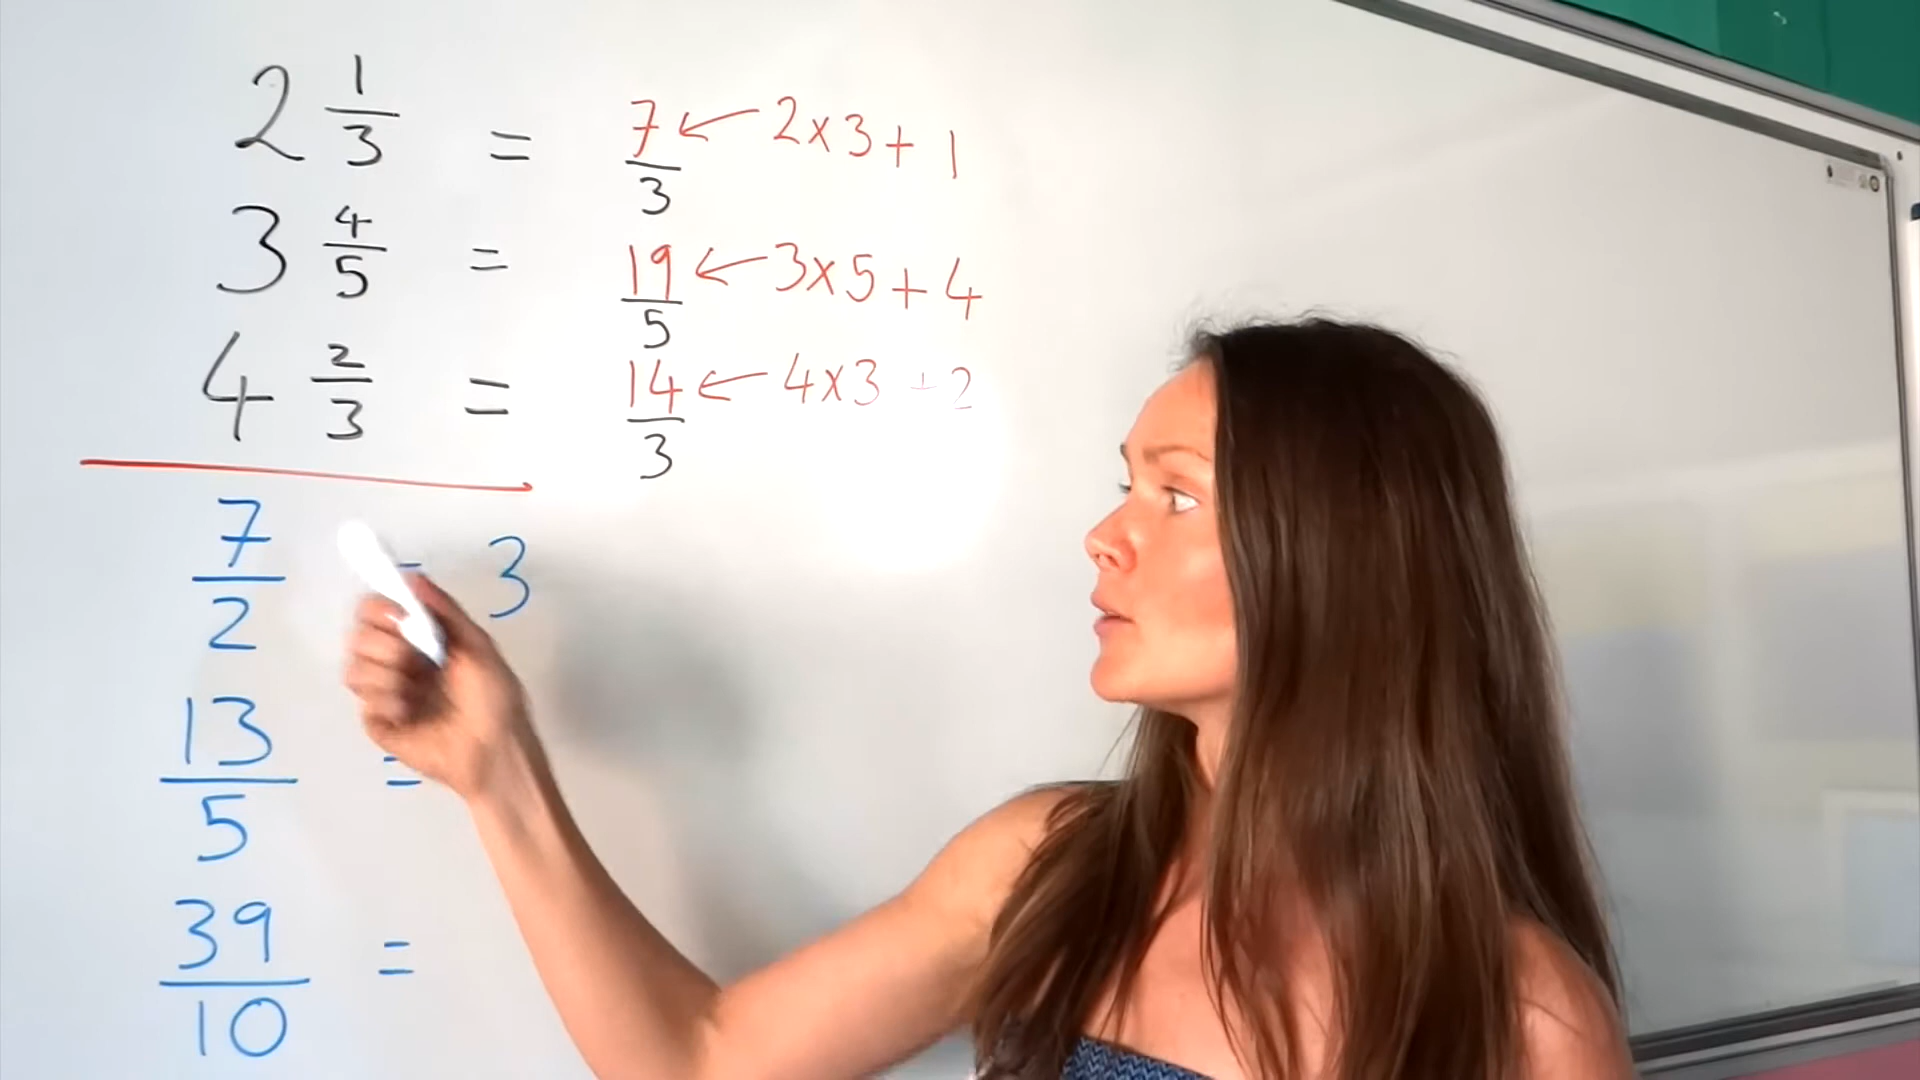 2 1/3 = 7/3 ← 2x3+1
3 4/5 = 19/5 ← 3x5+4
4 2/3 = 14/3 ← 4x3+2
7/2 = 3
13/5 =
39/10 =